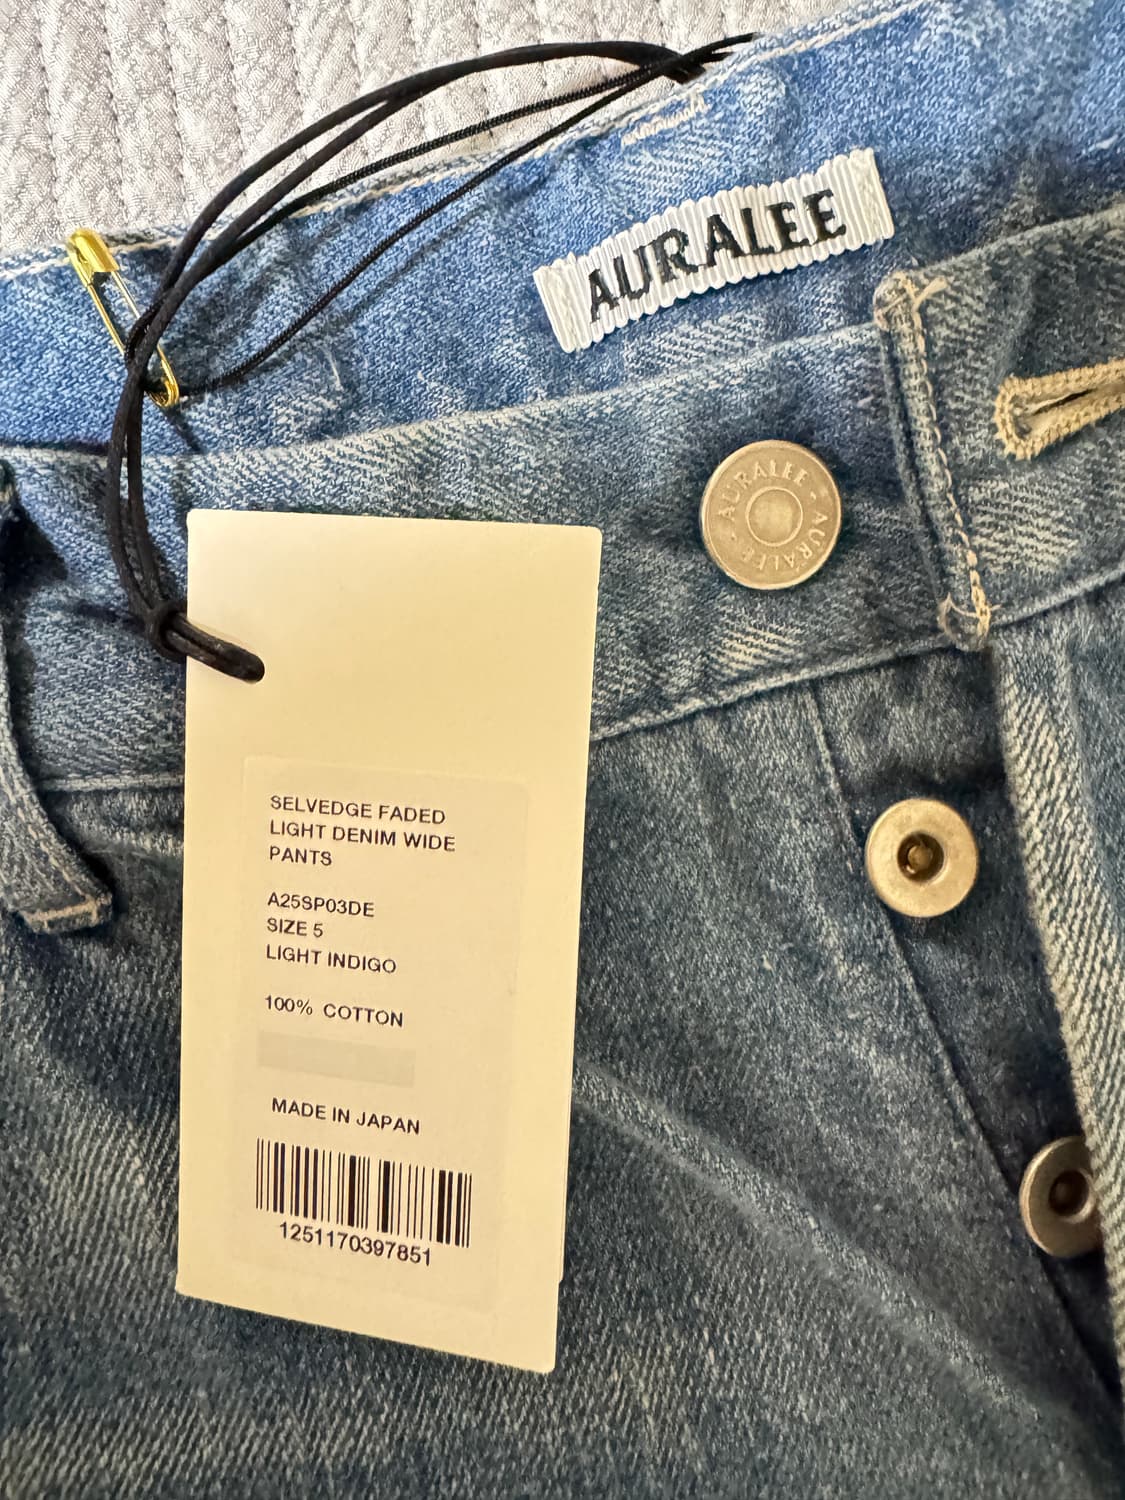 AURALEE
AURALEE - AURALEE -
SELVEDGE FADED
LIGHT DENIM WIDE
PANTS
A25SP03DE
SIZE 5
LIGHT INDIGO
100% COTTON
MADE IN JAPAN
1251170397851